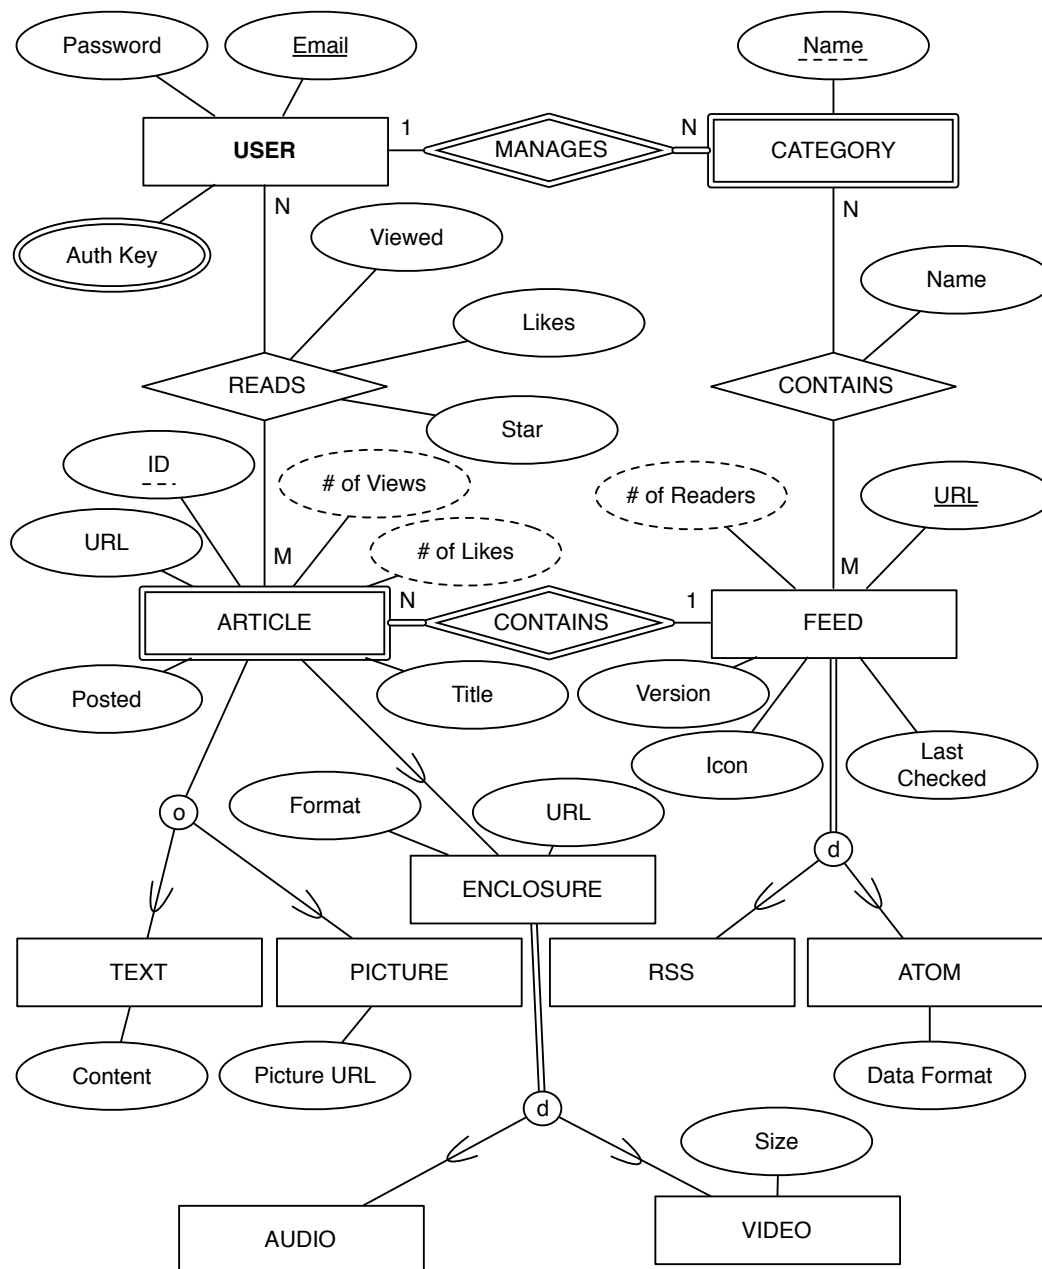 Password
Email
Name
USER
1
MANAGES
N
CATEGORY
N
N
Auth Key
Viewed
Name
Likes
READS
CONTAINS
Star
ID
# of Views
# of Readers
URL
URL
# of Likes
M
M
ARTICLE
N
CONTAINS
1
FEED
Posted
Title
Version
Icon
Last
Checked
Format
URL
o
d
ENCLOSURE
TEXT
PICTURE
RSS
ATOM
Content
Picture URL
Data Format
d
Size
AUDIO
VIDEO